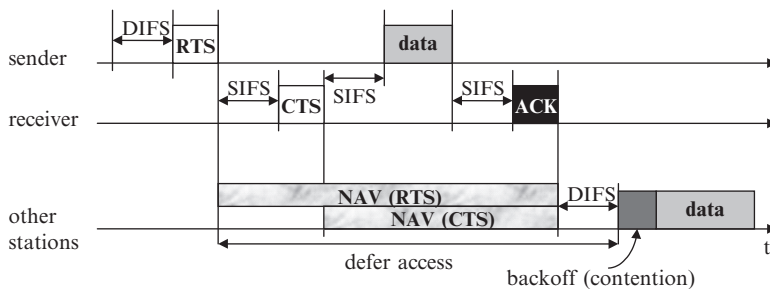 DIFS
RTS
data
sender
SIFS
SIFS
SIFS
CTS
ACK
receiver
NAV (RTS)
DIFS
NAV (CTS)
data
other
stations
t
defer access
backoff (contention)